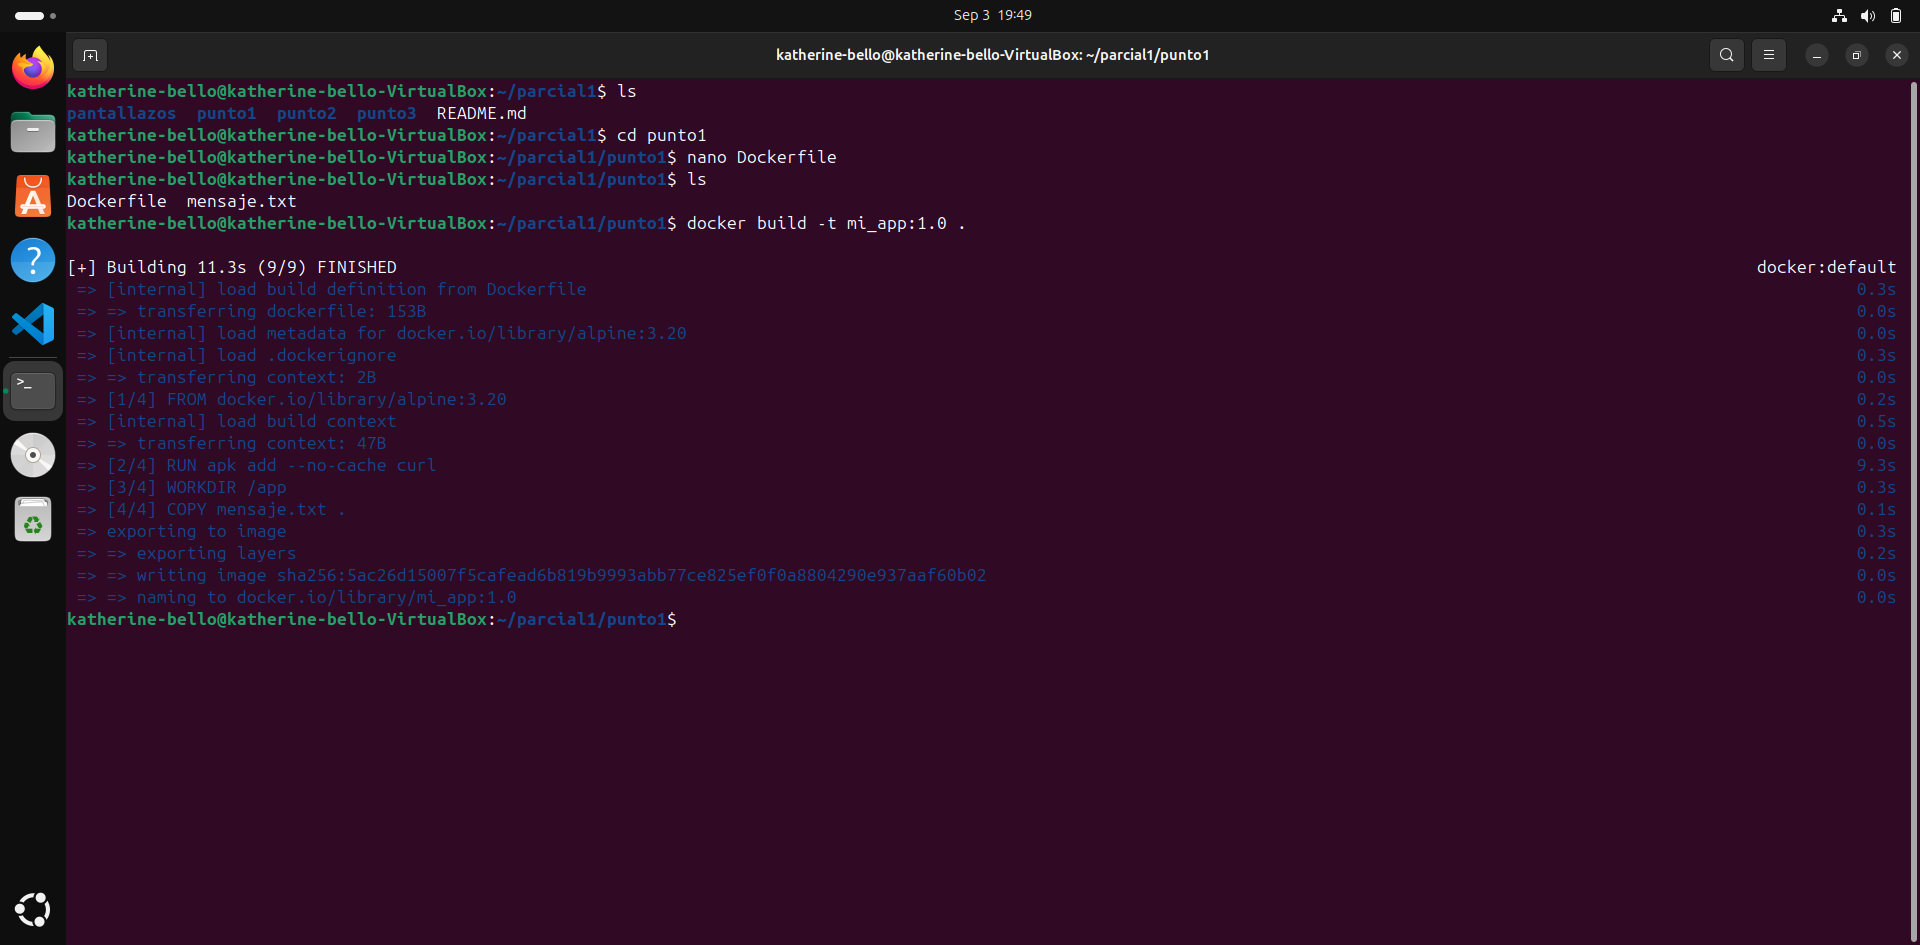 Sep 3 19:49
katherine-bello@katherine-bello-VirtualBox: ~/parcial1/punto1
katherine-bello@katherine-bello-VirtualBox:~/parcial1$ ls
pantallazos punto1 punto2 punto3 README.md
katherine-bello@katherine-bello-VirtualBox:~/parcial1$ cd punto1
katherine-bello@katherine-bello-VirtualBox:~/parcial1/punto1$ nano Dockerfile
katherine-bello@katherine-bello-VirtualBox:~/parcial1/punto1$ ls
Dockerfile mensaje.txt
katherine-bello@katherine-bello-VirtualBox:~/parcial1/punto1$ docker build -t mi_app:1.0 .
[+] Building 11.3s (9/9) FINISHED docker:default
=> [internal] load build definition from Dockerfile 0.3s
=> => transferring dockerfile: 153B 0.0s
=> [internal] load metadata for docker.io/library/alpine:3.20 0.0s
=> [internal] load .dockerignore 0.3s
=> => transferring context: 2B 0.0s
=> [1/4] FROM docker.io/library/alpine:3.20 0.2s
=> [internal] load build context 0.5s
=> => transferring context: 47B 0.0s
=> [2/4] RUN apk add --no-cache curl 9.3s
=> [3/4] WORKDIR /app 0.3s
=> [4/4] COPY mensaje.txt . 0.1s
=> exporting to image 0.3s
=> => exporting layers 0.2s
=> => writing image sha256:5ac26d15007f5cafead6b819b9993abb77ce825ef0f0a8804290e937aaf60b02 0.0s
=> => naming to docker.io/library/mi_app:1.0 0.0s
katherine-bello@katherine-bello-VirtualBox:~/parcial1/punto1$